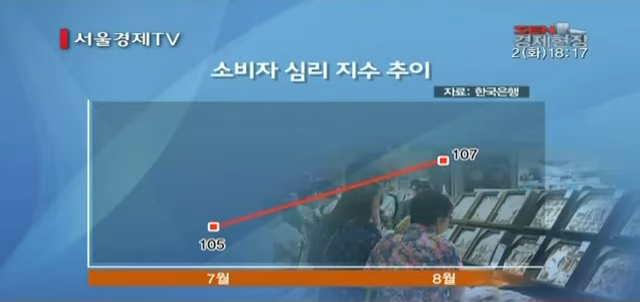 서울경제TV
SEN
경제현장
2(화)18:17
소비자 심리 지수 추이
자료: 한국은행
107
105
7월
8월